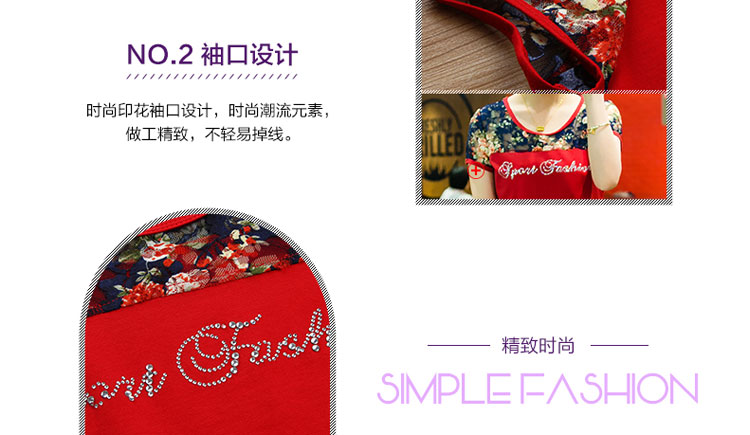 NO.2 袖口设计
时尚印花袖口设计，时尚潮流元素，
做工精致，不轻易掉线。
Sport Fashion
精致时尚
SIMPLE FASHION